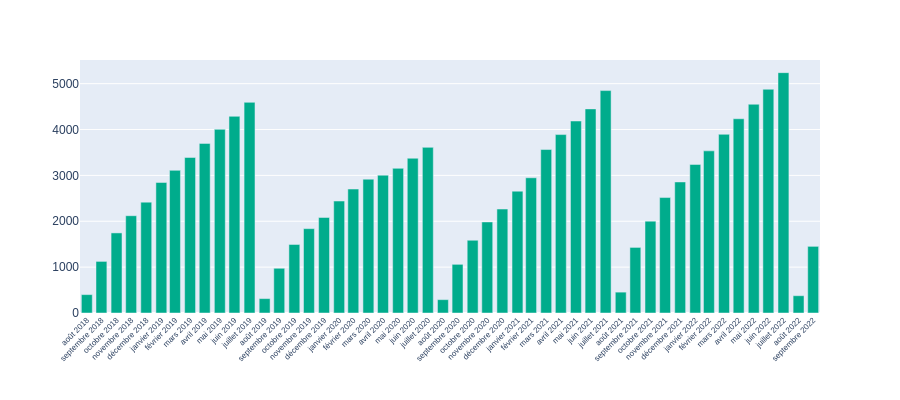 5000
4000
3000
2000
1000
0
août 2018
septembre 2018
octobre 2018
novembre 2018
décembre 2018
janvier 2019
février 2019
mars 2019
avril 2019
mai 2019
juin 2019
juillet 2019
août 2019
septembre 2019
octobre 2019
novembre 2019
décembre 2019
janvier 2020
février 2020
mars 2020
avril 2020
mai 2020
juin 2020
juillet 2020
août 2020
septembre 2020
octobre 2020
novembre 2020
décembre 2020
janvier 2021
février 2021
mars 2021
avril 2021
mai 2021
juin 2021
juillet 2021
août 2021
septembre 2021
octobre 2021
novembre 2021
décembre 2021
janvier 2022
février 2022
mars 2022
avril 2022
mai 2022
juin 2022
juillet 2022
août 2022
septembre 2022